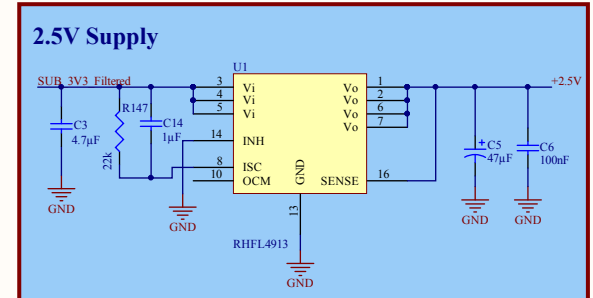 2.5V Supply
U1
SUB_3V3_Filtered
3 Vi Vo 1
4 Vi Vo 2
5 Vi Vo 6
Vo 7
+2.5V
R147
22k
C3
4.7µF
C14
1µF
14 INH
8 ISC
10 OCM
GND
SENSE 16
13
C5
+
47µF
C6
100nF
RHFL4913
GND
GND
GND
GND
GND